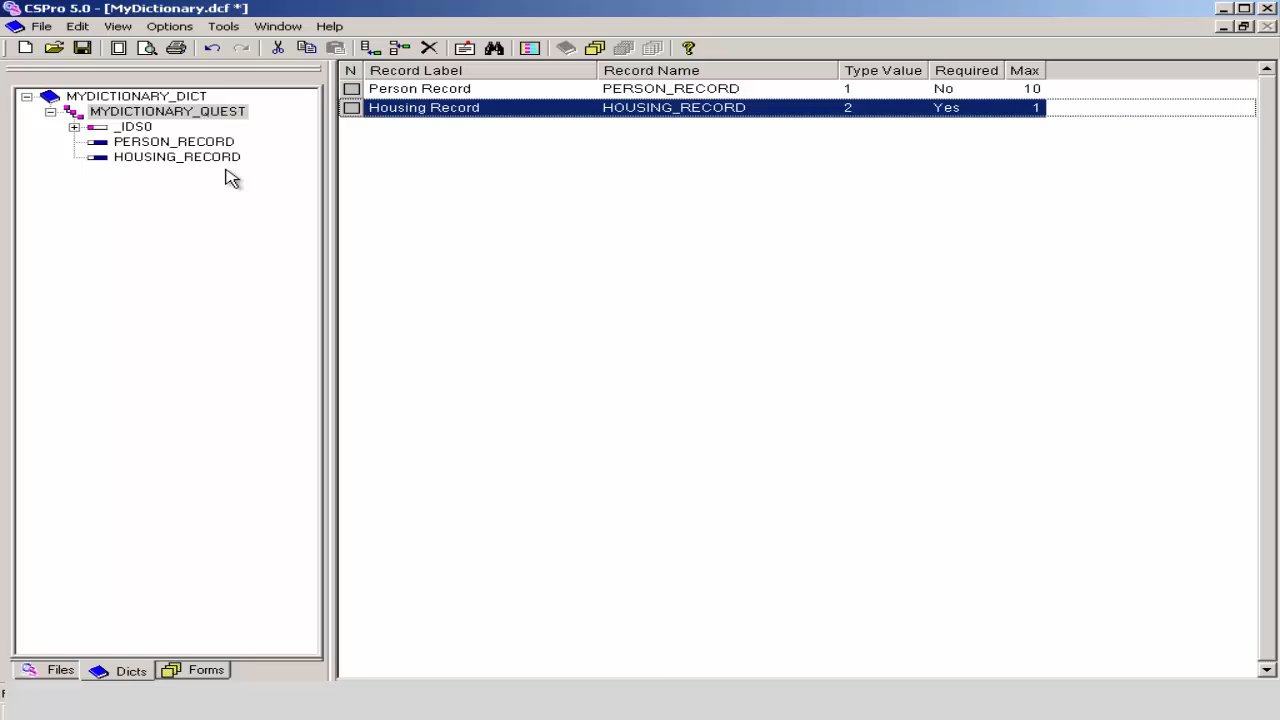 CSPro 5.0 - [MyDictionary.dcf *]
File Edit View Options Tools Window Help
MYDICTIONARY_DICT
MYDICTIONARY_QUEST
_IDS0
PERSON_RECORD
HOUSING_RECORD
Files Dicts Forms
N Record Label Record Name Type Value Required Max
Person Record PERSON_RECORD 1 No 10
Housing Record HOUSING_RECORD 2 Yes 1